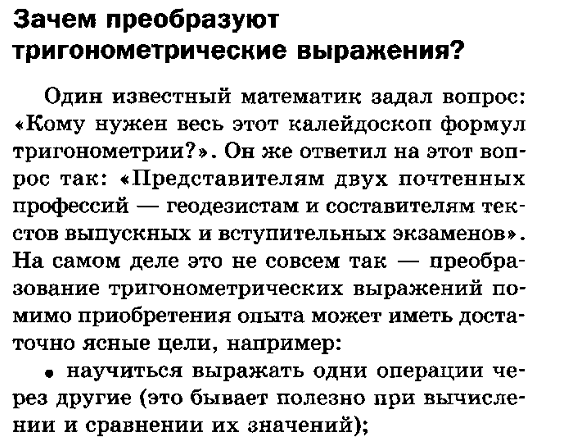 Зачем преобразуют
тригонометрические выражения?
Один известный математик задал вопрос:
«Кому нужен весь этот калейдоскоп формул
тригонометрии?». Он же ответил на этот воп-
рос так: «Представителям двух почтенных
профессий — геодезистам и составителям тек-
стов выпускных и вступительных экзаменов».
На самом деле это не совсем так — преобра-
зование тригонометрических выражений по-
мимо приобретения опыта может иметь доста-
точно ясные цели, например:
• научиться выражать одни операции че-
рез другие (это бывает полезно при вычисле-
нии и сравнении их значений);